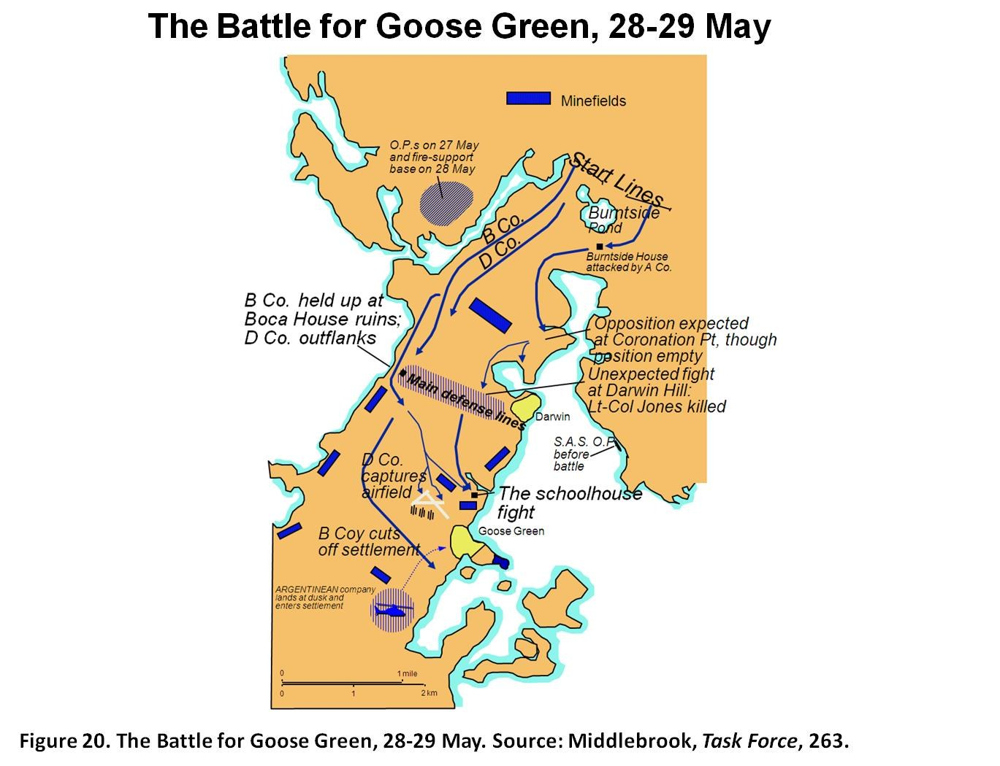 The Battle for Goose Green, 28-29 May
Minefields
O.P.s on 27 May
and fire-support
base on 28 May
Start Lines
Burntside
Pond
B Co.
D Co.
Burntside House
attacked by A Co.
B Co. held up at
Boca House ruins;
D Co. outflanks
Opposition expected
at Coronation Pt, though
position empty
Unexpected fight
at Darwin Hill:
Lt-Col Jones killed
Main defense lines
Darwin
S.A.S. O.P.
before
battle
D Co.
captures
airfield
The schoolhouse
fight
B Coy cuts
off settlement
Goose Green
ARGENTINEAN company
lands at dusk and
enters settlement
0 1 mile
0 1 2 km
Figure 20. The Battle for Goose Green, 28-29 May. Source: Middlebrook, Task Force, 263.